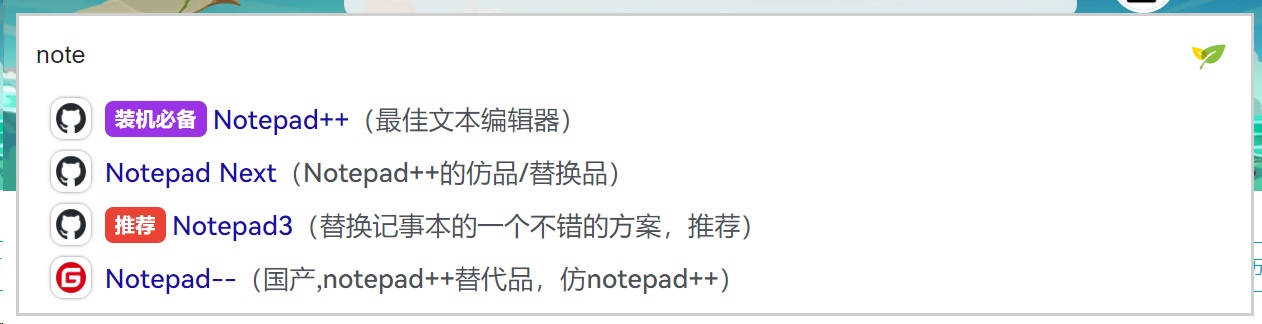 note
装机必备 Notepad++（最佳文本编辑器）
Notepad Next（Notepad++的仿品/替换品）
推荐 Notepad3（替换记事本的一个不错的方案，推荐）
Notepad--（国产,notepad++替代品，仿notepad++）